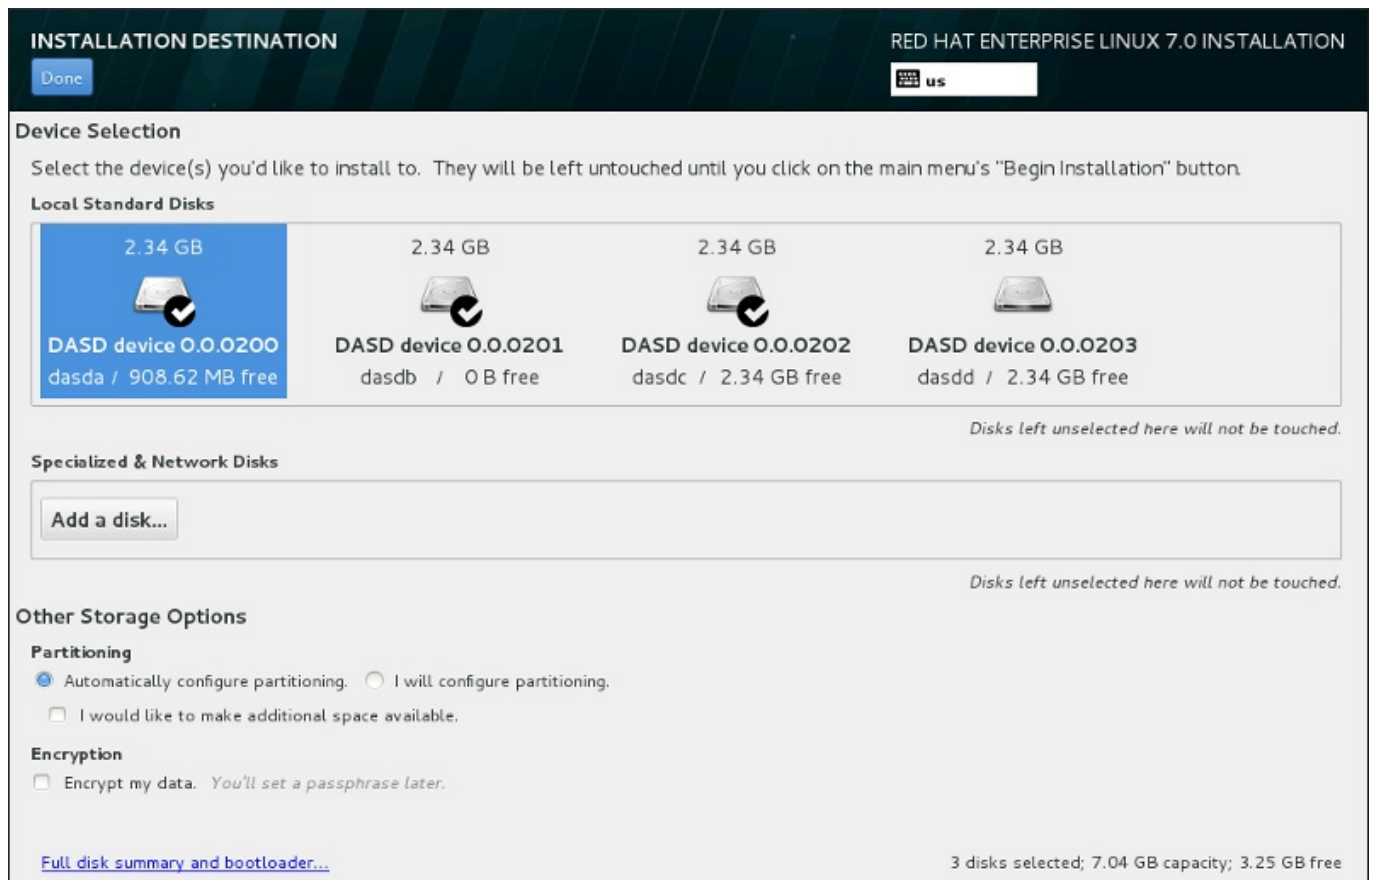 INSTALLATION DESTINATION
RED HAT ENTERPRISE LINUX 7.0 INSTALLATION
Done
us
Device Selection
Select the device(s) you'd like to install to. They will be left untouched until you click on the main menu's "Begin Installation" button.
Local Standard Disks
2.34 GB 2.34 GB 2.34 GB 2.34 GB
DASD device 0.0.0200 DASD device 0.0.0201 DASD device 0.0.0202 DASD device 0.0.0203
dasda / 908.62 MB free dasdb / 0 B free dasdc / 2.34 GB free dasdd / 2.34 GB free
Disks left unselected here will not be touched.
Specialized & Network Disks
Add a disk...
Disks left unselected here will not be touched.
Other Storage Options
Partitioning
Automatically configure partitioning. I will configure partitioning.
I would like to make additional space available.
Encryption
Encrypt my data. You'll set a passphrase later.
Full disk summary and bootloader... 3 disks selected; 7.04 GB capacity; 3.25 GB free